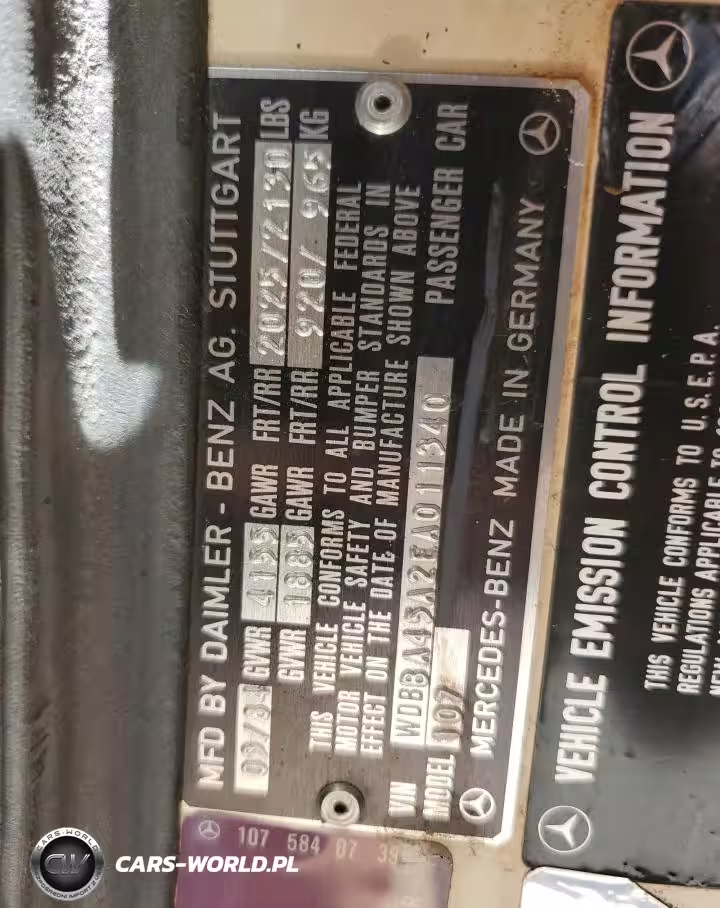 MFD BY DAIMLER - BENZ AG. STUTTGART
GVWR 4155 GAWR FRT/RR 2025/2130 LBS
GVWR 1885 GAWR FRT/RR 920/ 965 KG
THIS VEHICLE CONFORMS TO ALL APPLICABLE FEDERAL
MOTOR VEHICLE SAFETY AND BUMPER STANDARDS IN
EFFECT ON THE DATE OF MANUFACTURE SHOWN ABOVE
VIN WDBBA45A2EA011340 PASSENGER CAR
MODEL 107
MERCEDES-BENZ MADE IN GERMANY
VEHICLE EMISSION CONTROL INFORMATION
THIS VEHICLE CONFORMS TO U.S.E.P.A.
REGULATIONS APPLICABLE TO
107 584 07 39
CARS-WORLD
CW
CARS-WORLD.PL